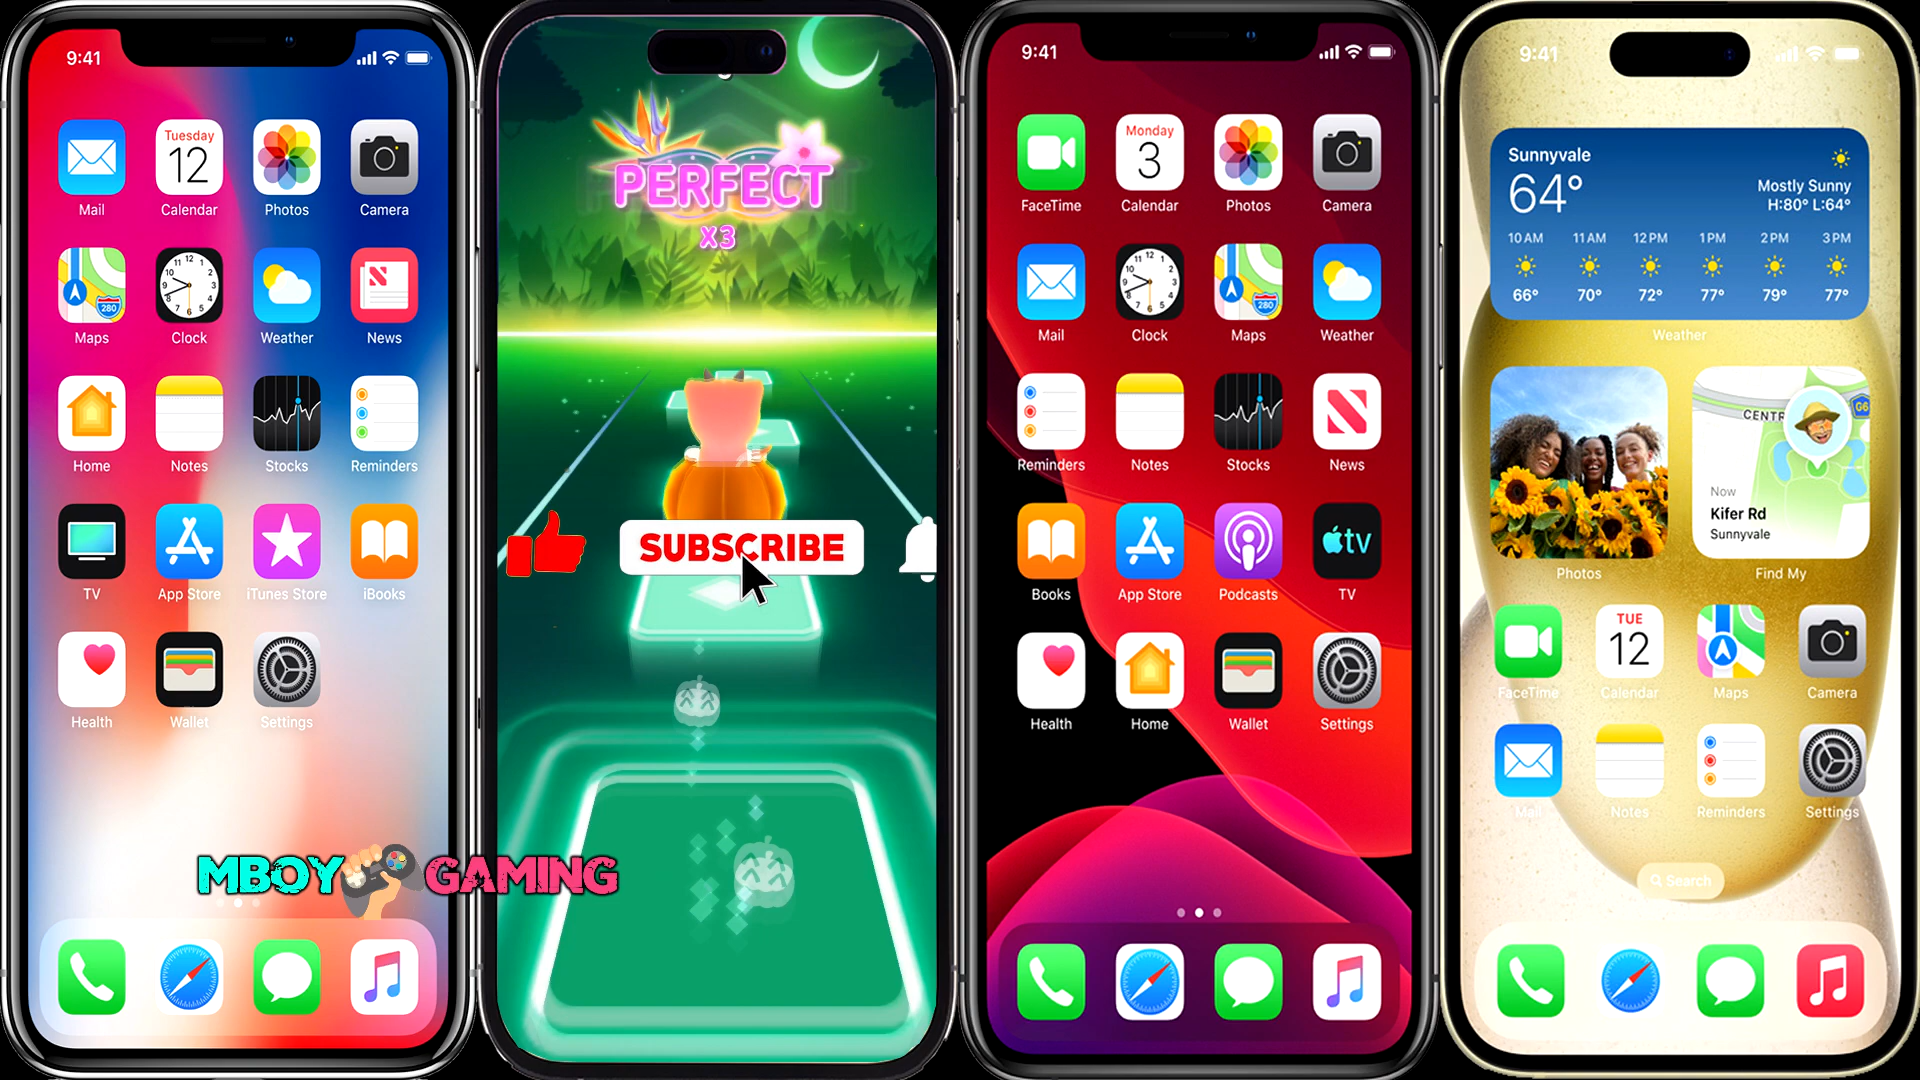 9:41
Mail
Tuesday
12
Calendar
Photos
Camera
Maps
280
Clock
Weather
News
Home
Notes
Stocks
Reminders
TV
App Store
iTunes Store
iBooks
Health
Wallet
Settings
MBOY GAMING
PERFECT
X3
SUBSCRIBE
9:41
FaceTime
Monday
3
Calendar
Photos
Camera
Mail
Clock
Maps
280
Weather
Reminders
Notes
Stocks
News
Books
App Store
Podcasts
tv
TV
Health
Home
Wallet
Settings
9:41
Sunnyvale
64°
Mostly Sunny
H:80° L:64°
10 AM 11 AM 12 PM 1 PM 2 PM 3 PM
66° 70° 72° 77° 79° 77°
Weather
Photos
CENTR
G6
Now
Kifer Rd
Sunnyvale
Find My
FaceTime
TUE
12
Calendar
Maps
Camera
Mail
Notes
Reminders
Settings
Search